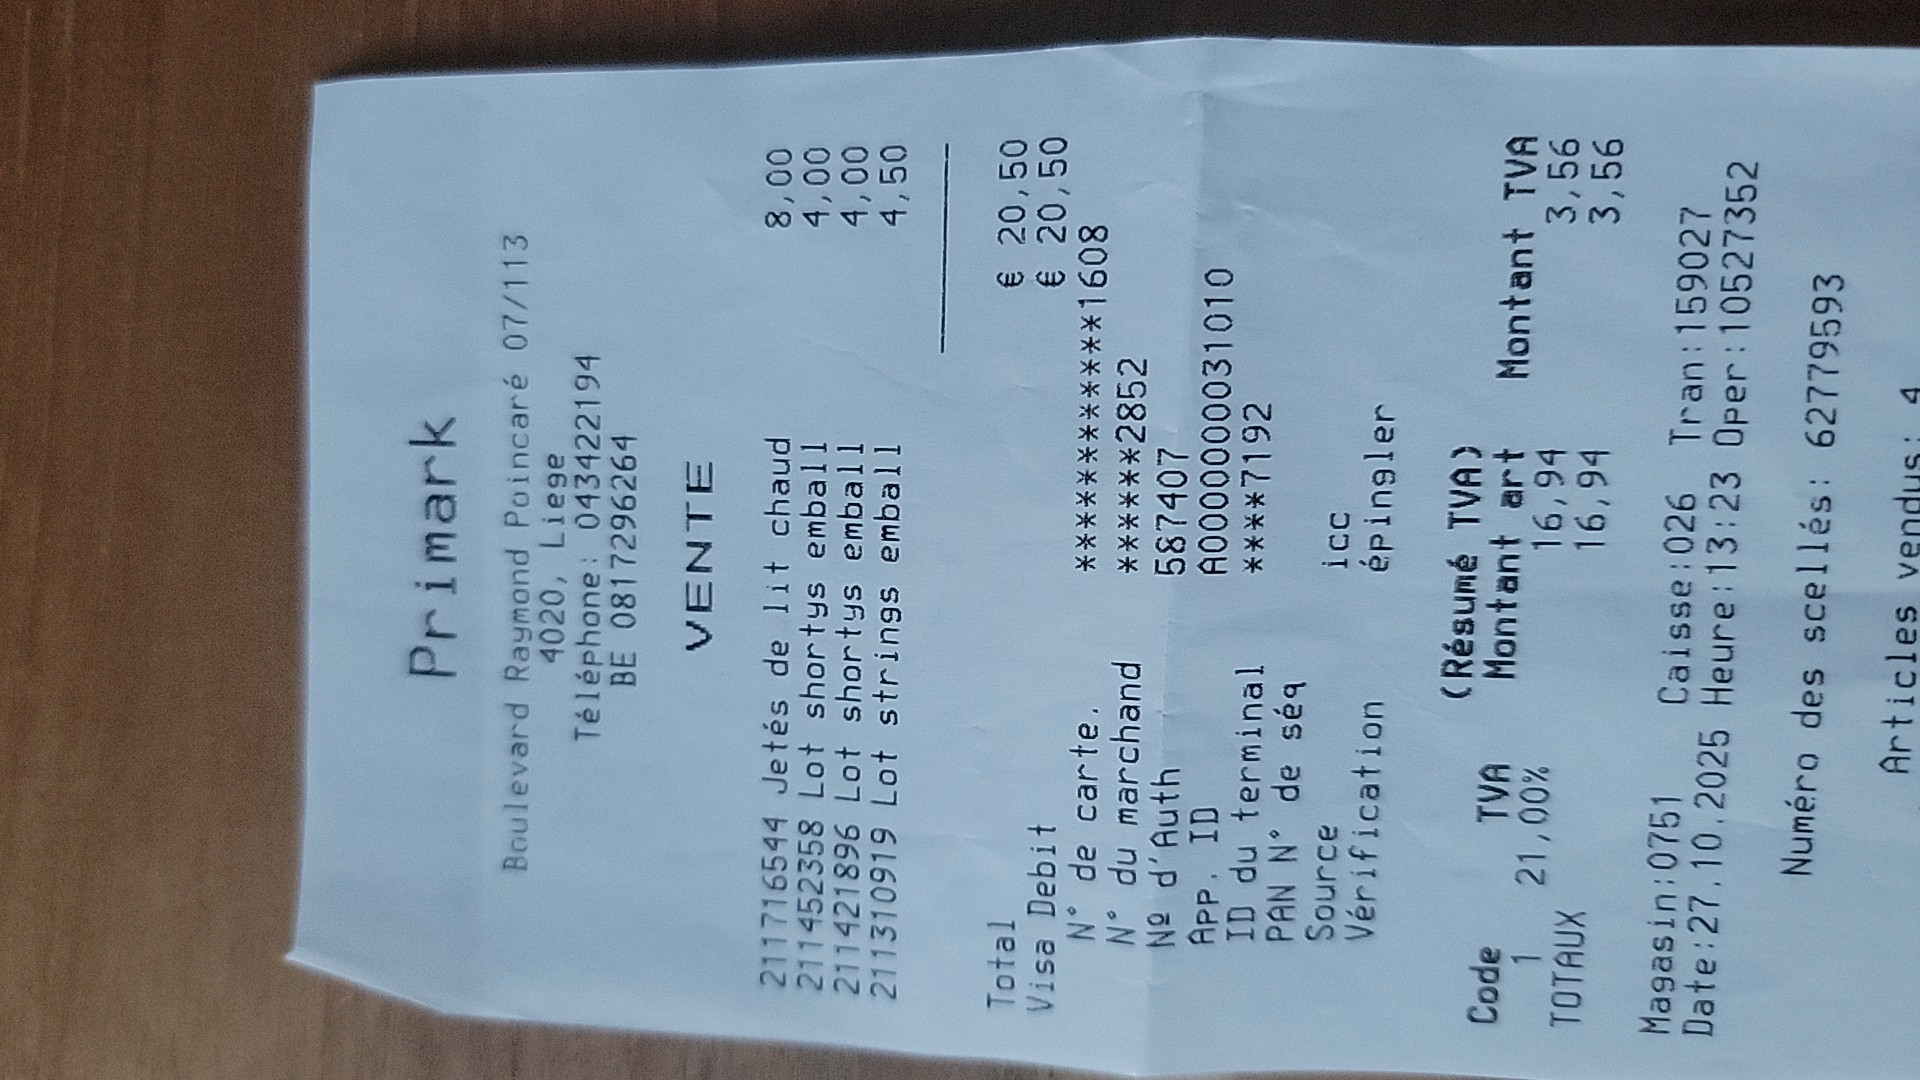 Primark
Boulevard Raymond Poincaré 07/113
4020, Liege
Téléphone: 043422194
BE 0817296264
VENTE
211716544 Jetés de lit chaud 8,00
211452358 Lot shortys emball 4,00
211421896 Lot shortys emball 4,00
211310919 Lot strings emball 4,50
Total € 20,50
Visa Debit € 20,50
N° de carte. ************1608
N° du marchand ******2852
Nº d'Auth 587407
App. ID A0000000031010
ID du terminal ****7192
PAN N° de séq
Source icc
Vérification épingler
(Résumé TVA)
Code TVA Montant art Montant TVA
1 21,00% 16,94 3,56
TOTAUX 16,94 3,56
Magasin:0751 Caisse:026 Tran:159027
Date:27.10.2025 Heure:13:23 Oper:10527352
Numéro des scellés: 62779593
Articles vendus: 4